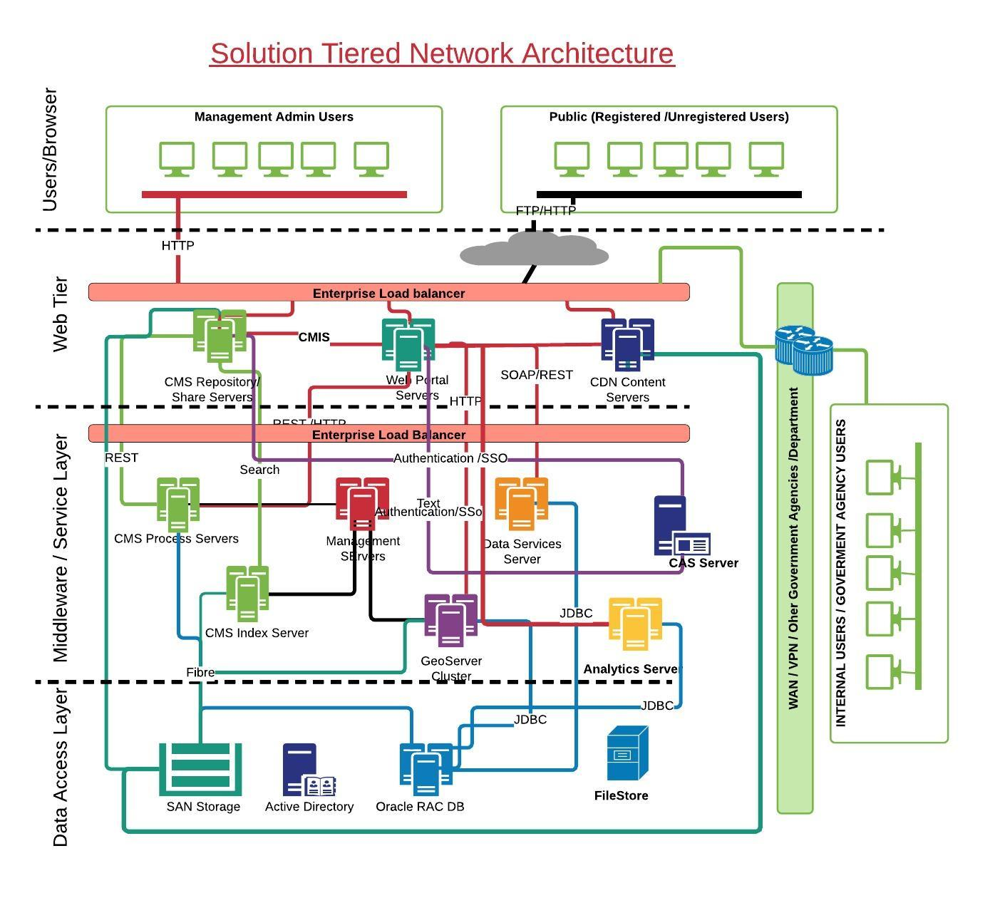 Solution Tiered Network Architecture
Users/Browser
Management Admin Users
Public (Registered /Unregistered Users)
FTP/HTTP
HTTP
Web Tier
Enterprise Load balancer
CMIS
SOAP/REST
CMS Repository/
Share Servers
Web Portal
Servers
CDN Content
Servers
HTTP
REST /HTTP
Enterprise Load Balancer
Middleware / Service Layer
REST
Search
Authentication /SSO
Text
Authentication/SSo
CMS Process Servers
Management
SErvers
Data Services
Server
CAS Server
JDBC
CMS Index Server
GeoServer
Cluster
Analytics Server
Fibre
Data Access Layer
JDBC
JDBC
SAN Storage
Active Directory
Oracle RAC DB
FileStore
WAN / VPN / Oher Government Agencies /Department
INTERNAL USERS / GOVERMENT AGENCY USERS